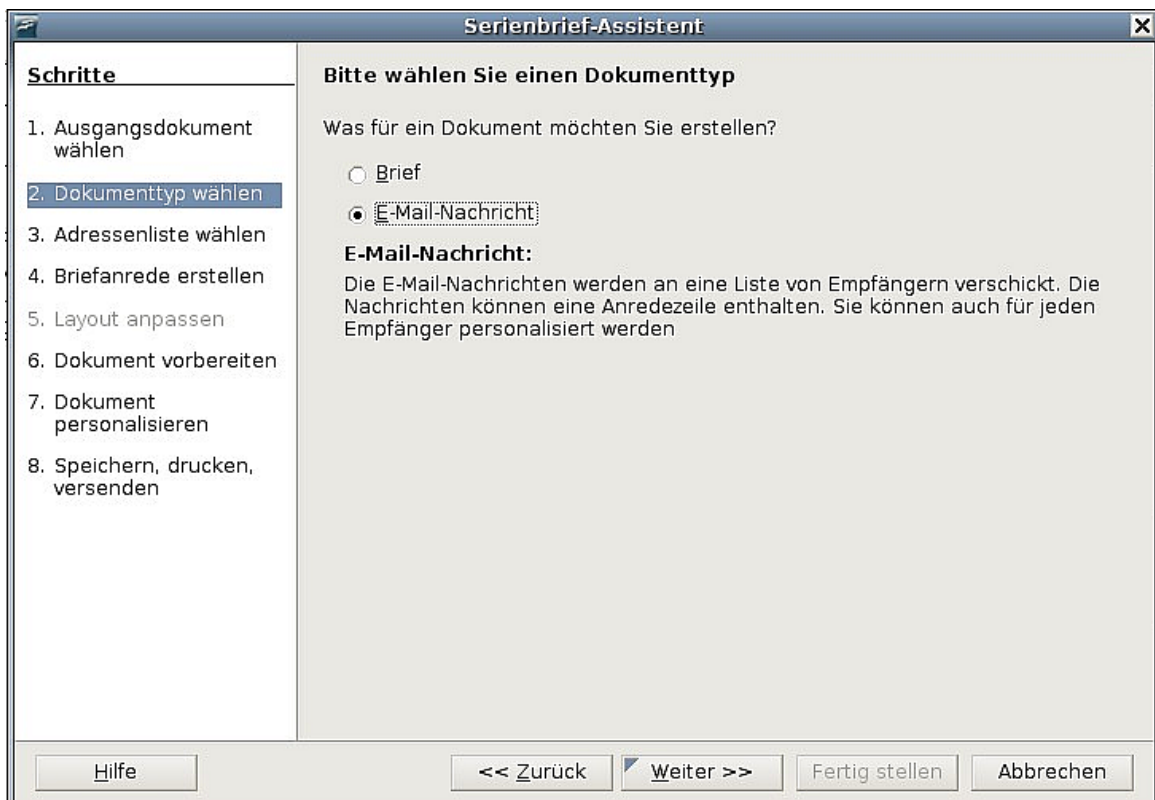 Serienbrief-Assistent
Schritte
1. Ausgangsdokument
wählen
2. Dokumenttyp wählen
3. Adressenliste wählen
4. Briefanrede erstellen
5. Layout anpassen
6. Dokument vorbereiten
7. Dokument
personalisieren
8. Speichern, drucken,
versenden
Bitte wählen Sie einen Dokumenttyp
Was für ein Dokument möchten Sie erstellen?
Brief
E-Mail-Nachricht
E-Mail-Nachricht:
Die E-Mail-Nachrichten werden an eine Liste von Empfängern verschickt. Die
Nachrichten können eine Anredezeile enthalten. Sie können auch für jeden
Empfänger personalisiert werden
Hilfe
<< Zurück
Weiter >>
Fertig stellen
Abbrechen